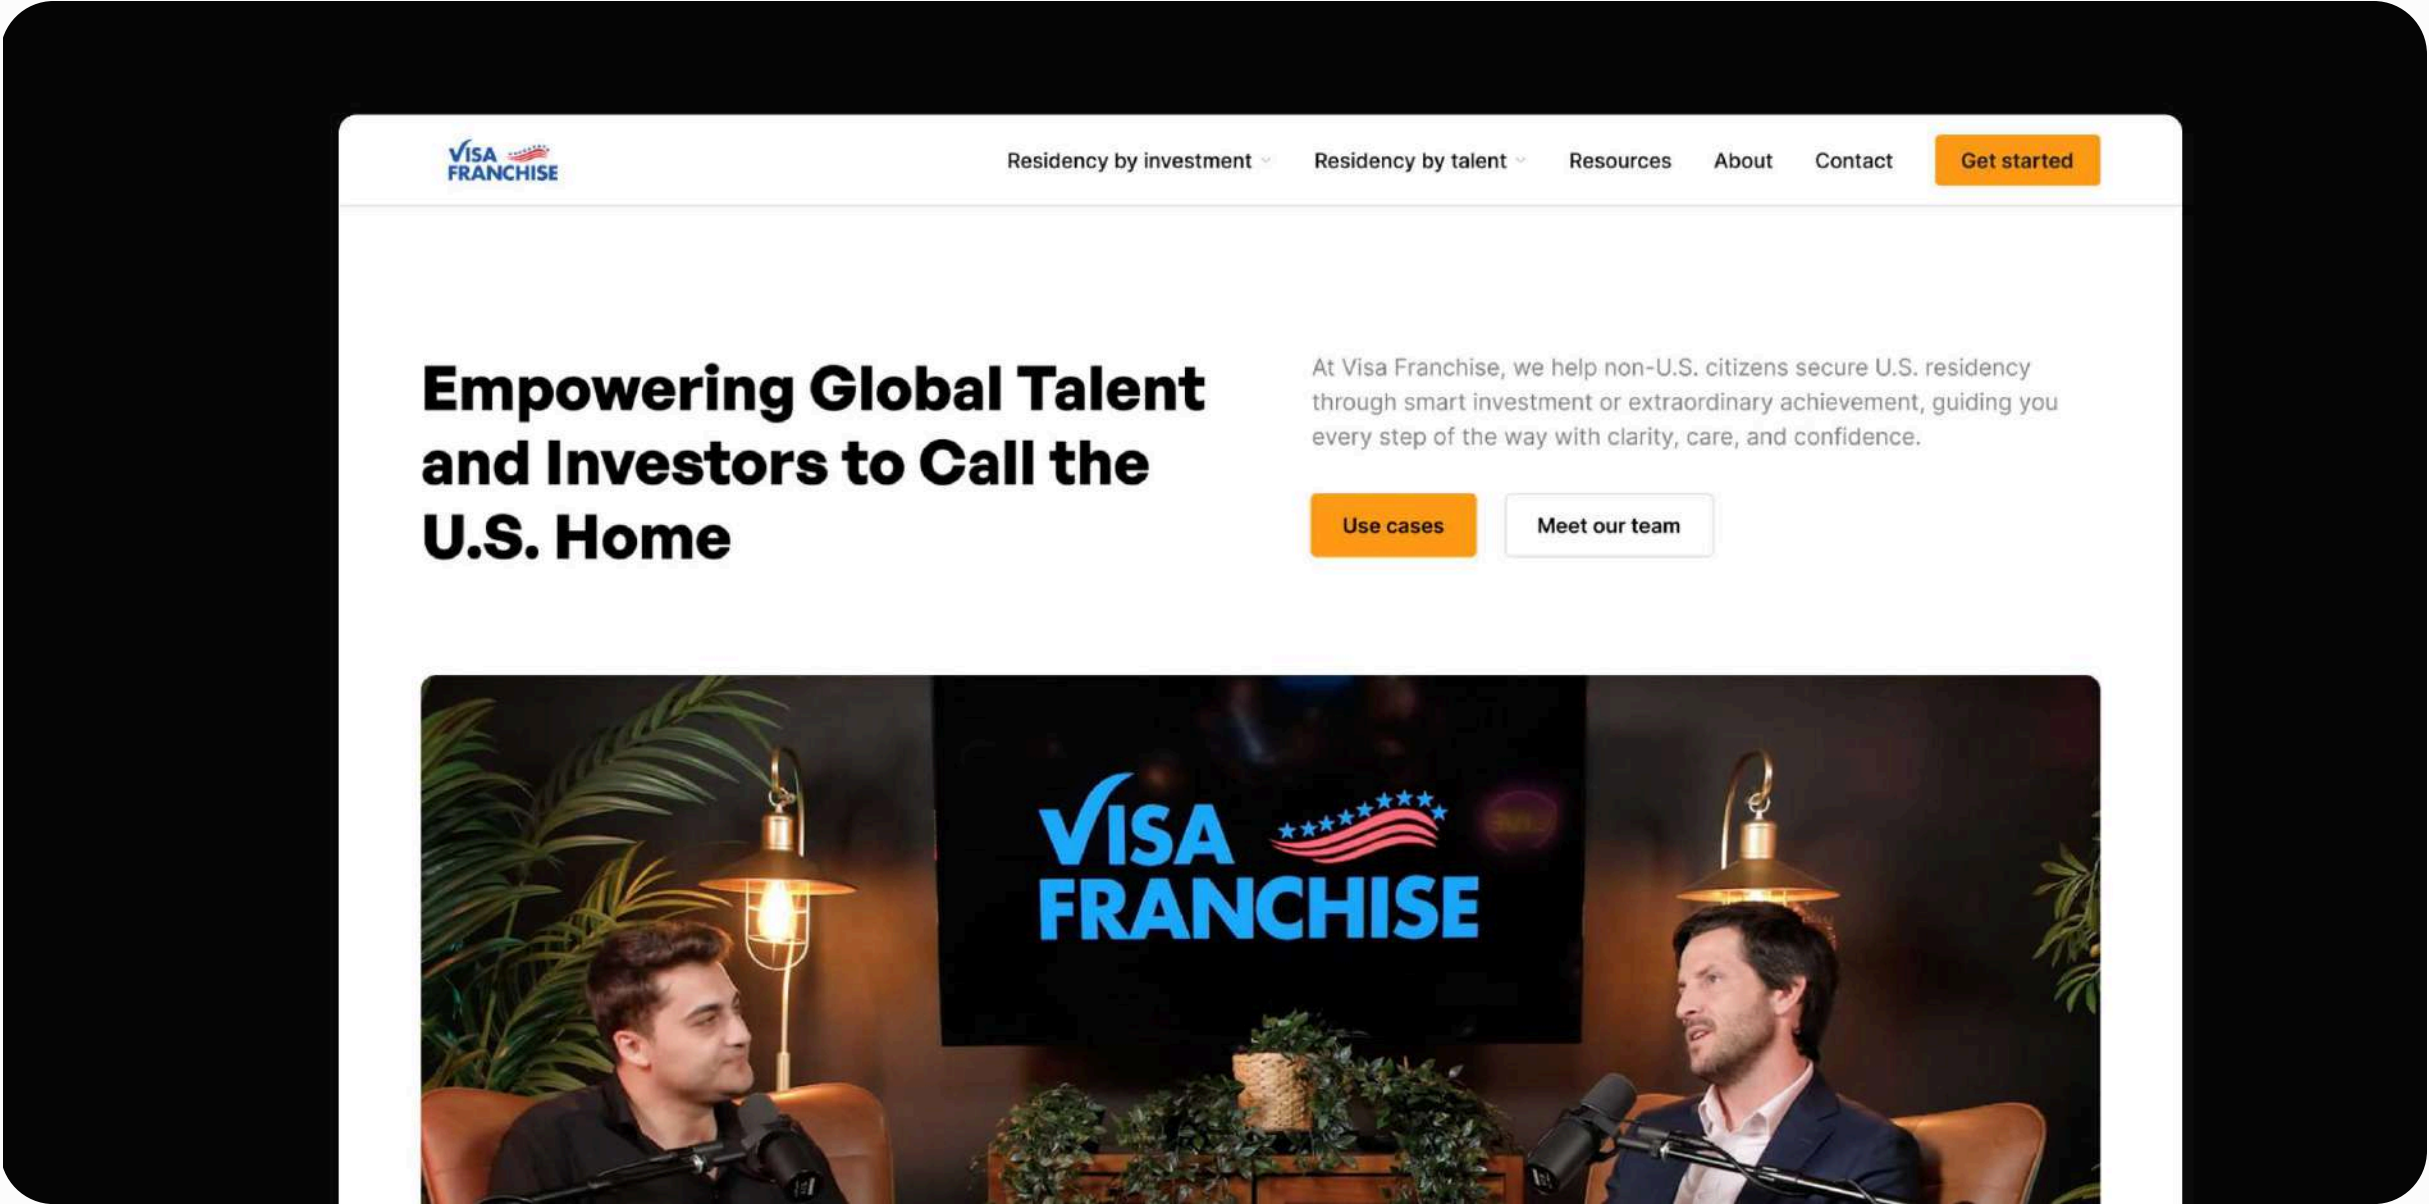 VISA
FRANCHISE
Residency by investment
Residency by talent
Resources
About
Contact
Get started
Empowering Global Talent
and Investors to Call the
U.S. Home
At Visa Franchise, we help non-U.S. citizens secure U.S. residency
through smart investment or extraordinary achievement, guiding you
every step of the way with clarity, care, and confidence.
Use cases
Meet our team
VISA
FRANCHISE